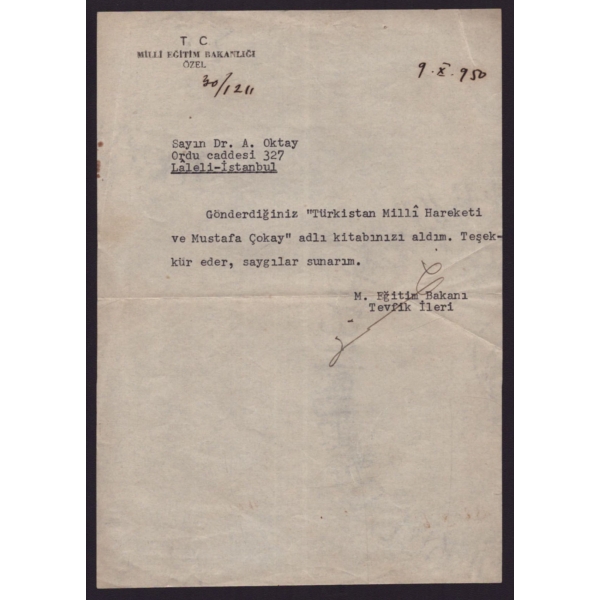 T C
MİLLÎ EĞİTİM BAKANLIĞI
ÖZEL
30/1211
9.X.950
Sayın Dr. A. Oktay
Ordu caddesi 327
Laleli-İstanbul
Gönderdiğiniz "Türkistan Millî Hareketi
ve Mustafa Çokay" adlı kitabınızı aldım. Teşek-
kür eder, saygılar sunarım.
M. Eğitim Bakanı
Tevfik İleri